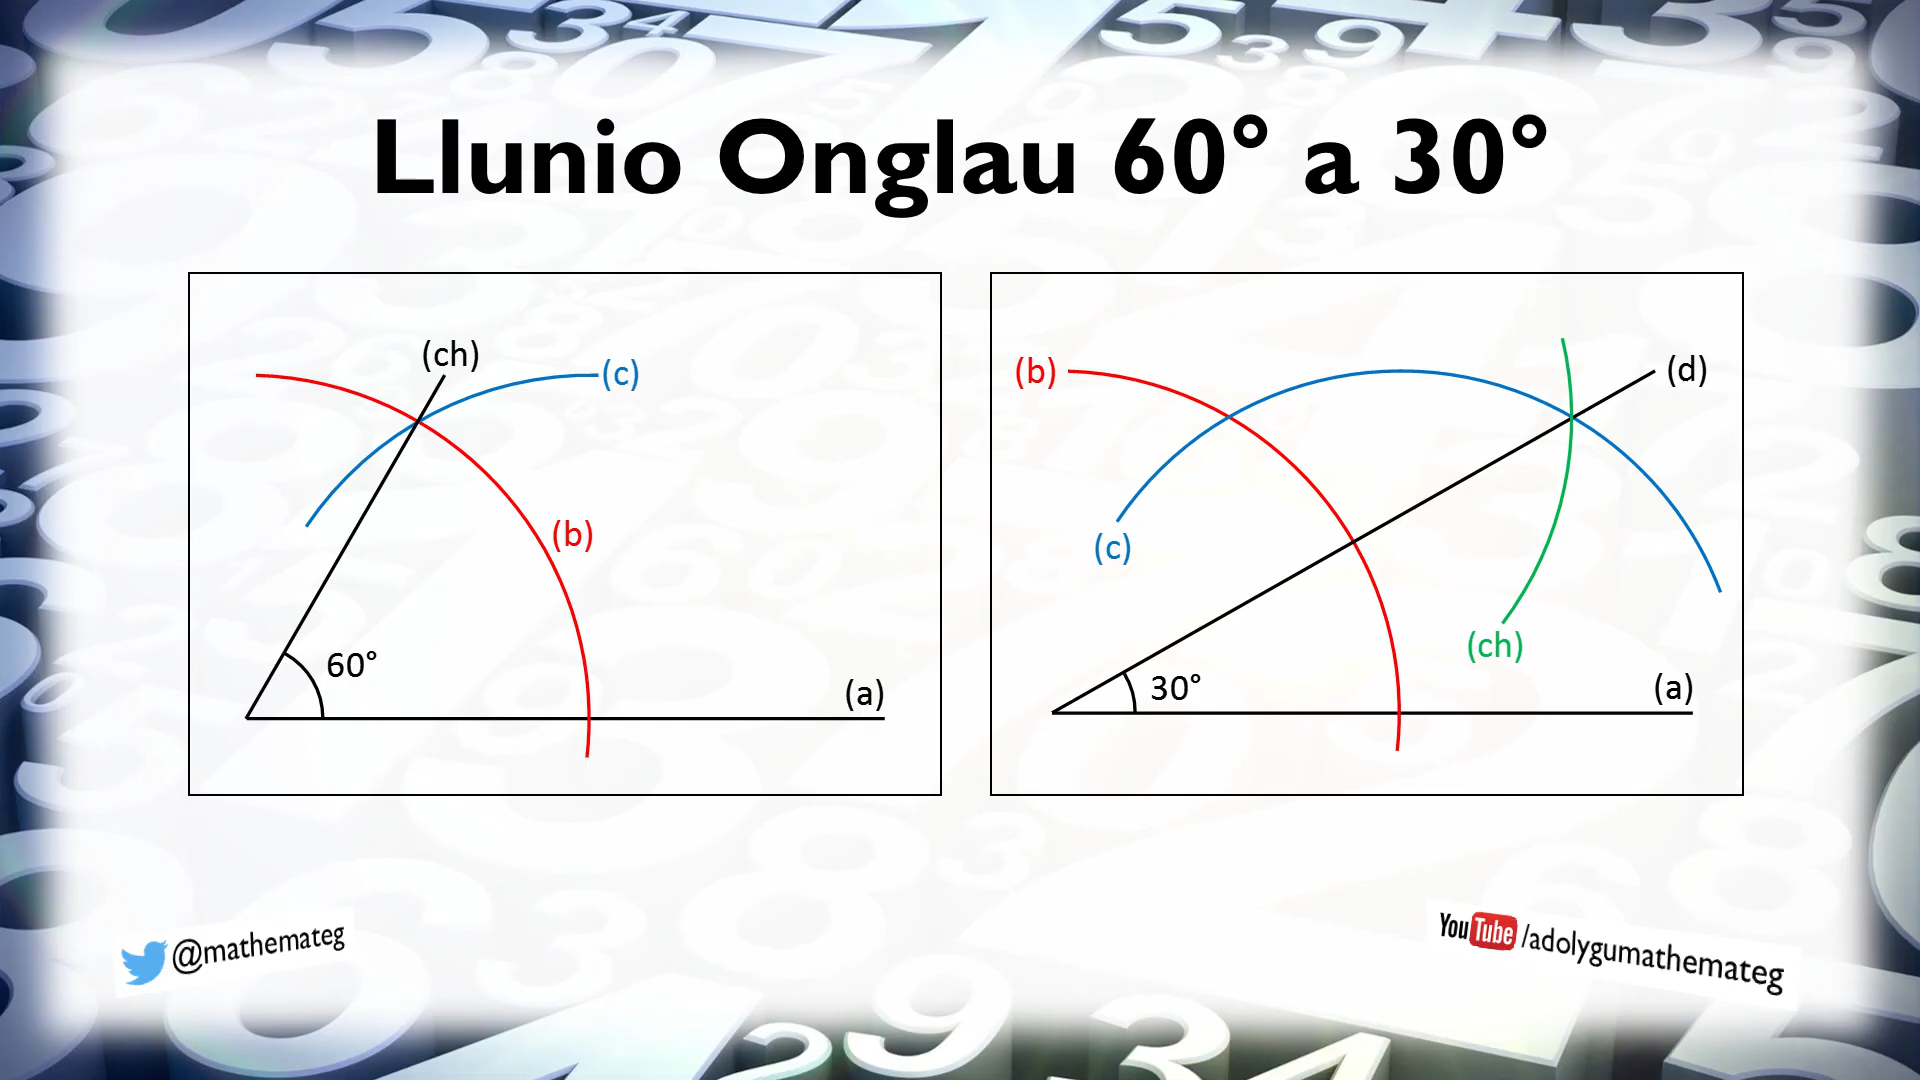 Llunio Onglau 60° a 30°
(ch)
(c)
(b)
60°
(a)
(b)
(d)
(c)
(ch)
30°
(a)
@mathemateg
YouTube /adolygumathemateg